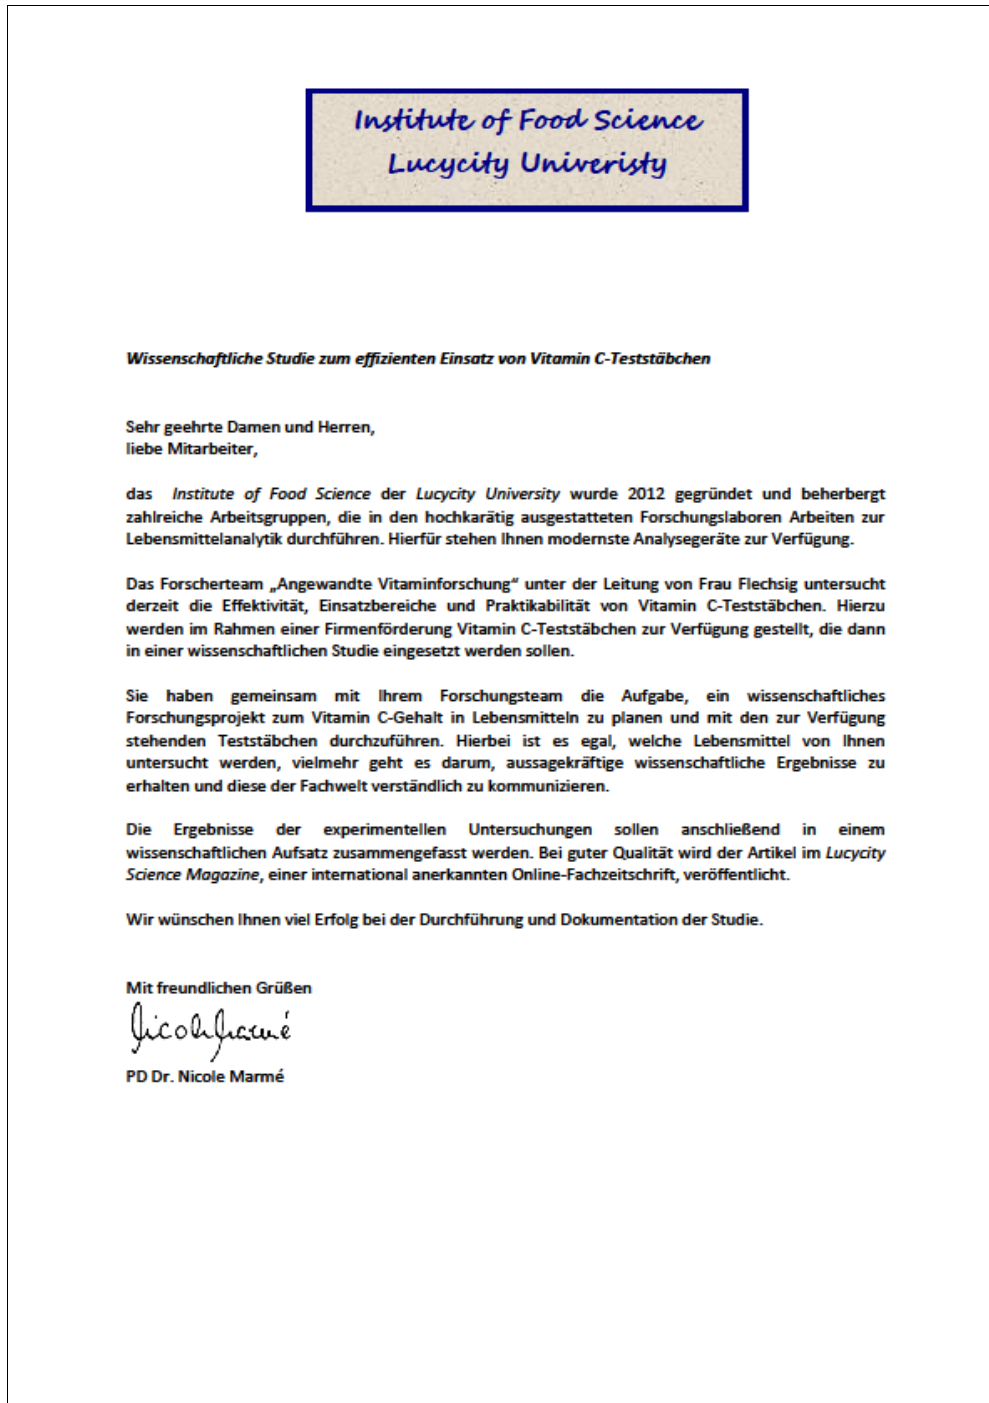 Institute of Food Science
Lucycity Univeristy
Wissenschaftliche Studie zum effizienten Einsatz von Vitamin C-Teststäbchen
Sehr geehrte Damen und Herren,
liebe Mitarbeiter,
das Institute of Food Science der Lucycity University wurde 2012 gegründet und beherbergt
zahlreiche Arbeitsgruppen, die in den hochkarätig ausgestatteten Forschungslaboren Arbeiten zur
Lebensmittelanalytik durchführen. Hierfür stehen Ihnen modernste Analysegeräte zur Verfügung.
Das Forscherteam „Angewandte Vitaminforschung“ unter der Leitung von Frau Flechsig untersucht
derzeit die Effektivität, Einsatzbereiche und Praktikabilität von Vitamin C-Teststäbchen. Hierzu
werden im Rahmen einer Firmenförderung Vitamin C-Teststäbchen zur Verfügung gestellt, die dann
in einer wissenschaftlichen Studie eingesetzt werden sollen.
Sie haben gemeinsam mit Ihrem Forschungsteam die Aufgabe, ein wissenschaftliches
Forschungsprojekt zum Vitamin C-Gehalt in Lebensmitteln zu planen und mit den zur Verfügung
stehenden Teststäbchen durchzuführen. Hierbei ist es egal, welche Lebensmittel von Ihnen
untersucht werden, vielmehr geht es darum, aussagekräftige wissenschaftliche Ergebnisse zu
erhalten und diese der Fachwelt verständlich zu kommunizieren.
Die Ergebnisse der experimentellen Untersuchungen sollen anschließend in einem
wissenschaftlichen Aufsatz zusammengefasst werden. Bei guter Qualität wird der Artikel im Lucycity
Science Magazine, einer international anerkannten Online-Fachzeitschrift, veröffentlicht.
Wir wünschen Ihnen viel Erfolg bei der Durchführung und Dokumentation der Studie.
Mit freundlichen Grüßen
Nicole Marmé
PD Dr. Nicole Marmé